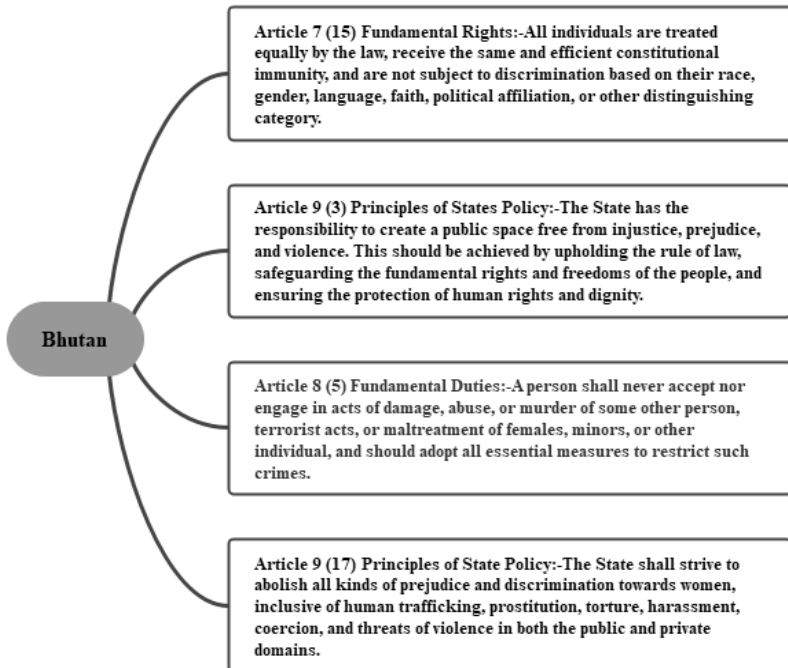 Article 7 (15) Fundamental Rights:-All individuals are treated
equally by the law, receive the same and efficient constitutional
immunity, and are not subject to discrimination based on their race,
gender, language, faith, political affiliation, or other distinguishing
category.
Article 9 (3) Principles of States Policy:-The State has the
responsibility to create a public space free from injustice, prejudice,
and violence. This should be achieved by upholding the rule of law,
safeguarding the fundamental rights and freedoms of the people, and
ensuring the protection of human rights and dignity.
Bhutan
Article 8 (5) Fundamental Duties:-A person shall never accept nor
engage in acts of damage, abuse, or murder of some other person,
terrorist acts, or maltreatment of females, minors, or other
individual, and should adopt all essential measures to restrict such
crimes.
Article 9 (17) Principles of State Policy:-The State shall strive to
abolish all kinds of prejudice and discrimination towards women,
inclusive of human trafficking, prostitution, torture, harassment,
coercion, and threats of violence in both the public and private
domains.